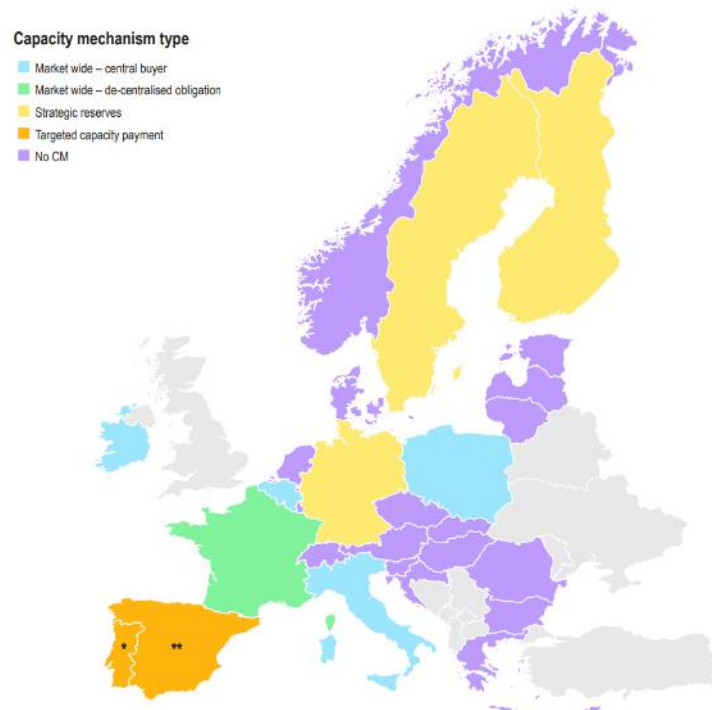 Capacity mechanism type
Market wide – central buyer
Market wide – de-centralised obligation
Strategic reserves
Targeted capacity payment
No CM
* **